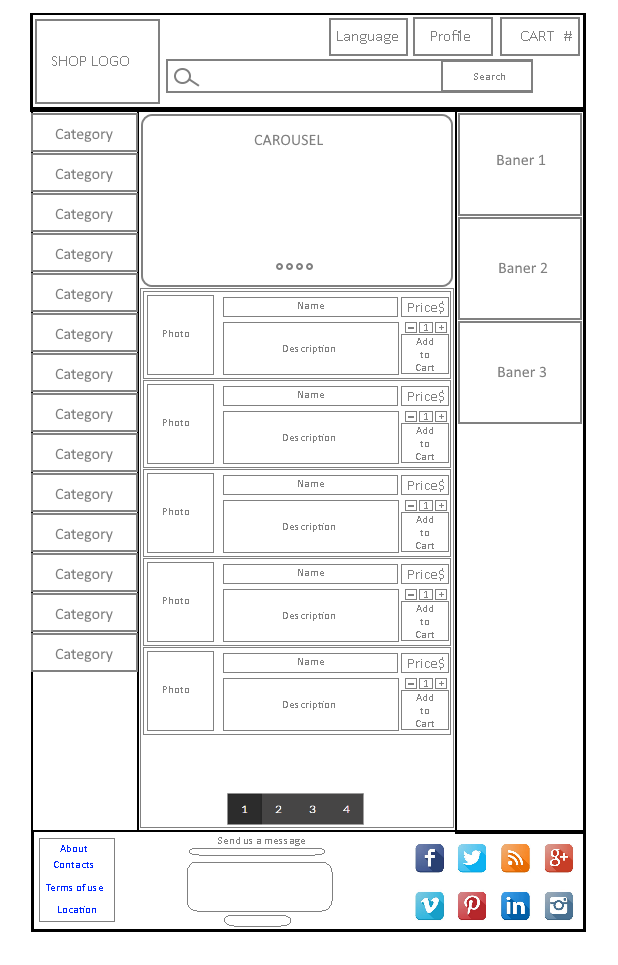 SHOP LOGO
Language
Profile
CART #
Search
Category
Category
Category
Category
Category
Category
Category
Category
Category
Category
Category
Category
Category
Category
CAROUSEL
Photo
Name
Price$
Description
- 1 +
Add
to
Cart
Photo
Name
Price$
Description
- 1 +
Add
to
Cart
Photo
Name
Price$
Description
- 1 +
Add
to
Cart
Photo
Name
Price$
Description
- 1 +
Add
to
Cart
Photo
Name
Price$
Description
- 1 +
Add
to
Cart
1 2 3 4
Baner 1
Baner 2
Baner 3
About
Contacts
Terms of use
Location
Send us a message
f
g+
v
in